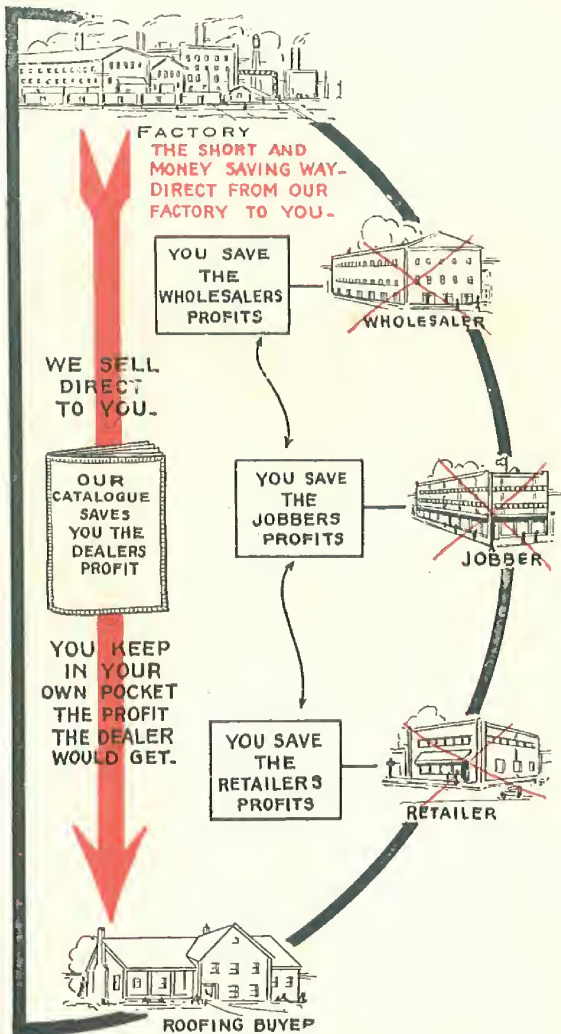 FACTORY
THE SHORT AND
MONEY SAVING WAY-
DIRECT FROM OUR
FACTORY TO YOU-
YOU SAVE
THE
WHOLESALERS
PROFITS
WHOLESALER
WE SELL
DIRECT
TO YOU-
OUR
CATALOGUE
SAVES
YOU THE
DEALERS
PROFIT
YOU SAVE
THE
JOBBERS
PROFITS
JOBBER
YOU KEEP
IN YOUR
OWN POCKET
THE PROFIT
THE DEALER
WOULD GET-
YOU SAVE
THE
RETAILERS
PROFITS
RETAILER
ROOFING BUYER